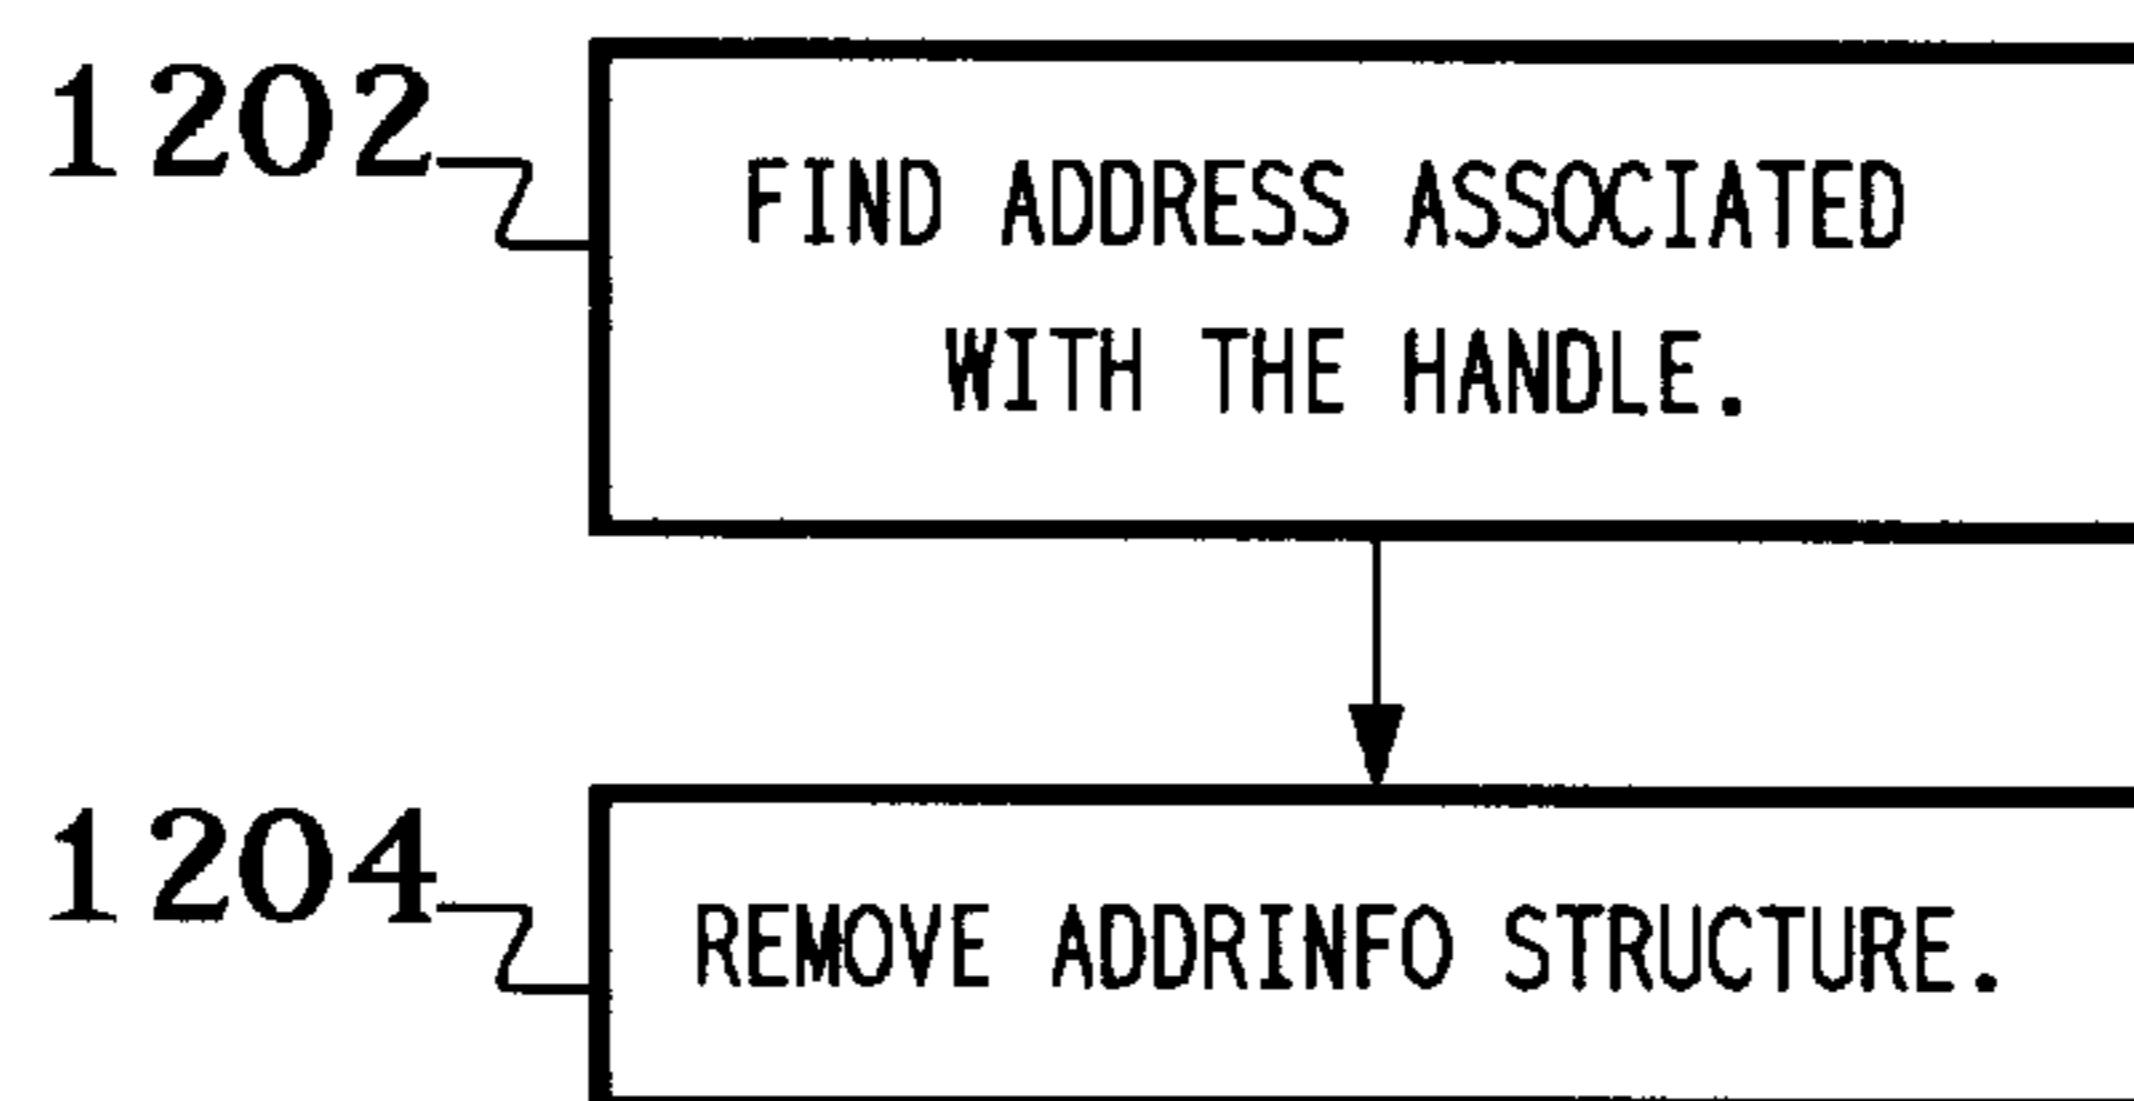 1202
FIND ADDRESS ASSOCIATED
WITH THE HANDLE.
1204
REMOVE ADDRINFO STRUCTURE.